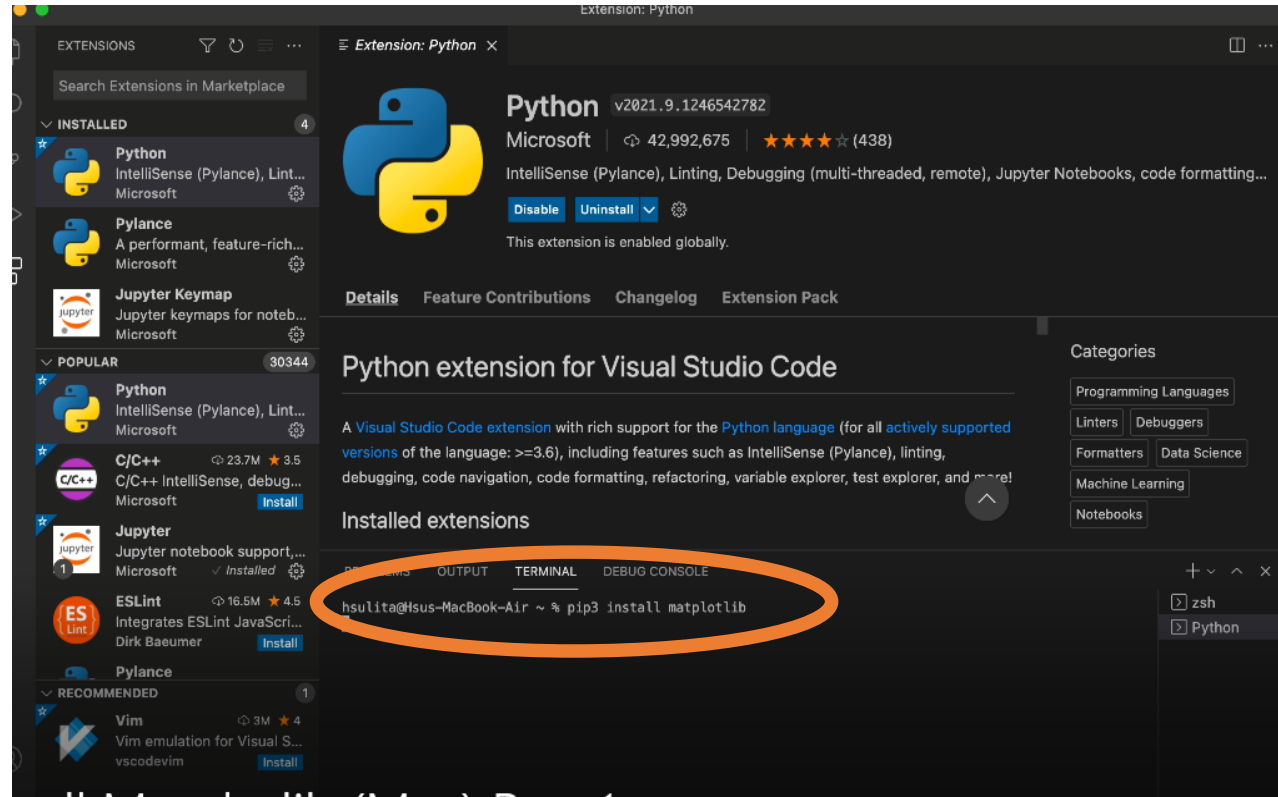 Extension: Python
EXTENSIONS
Search Extensions in Marketplace
INSTALLED 4
Python
IntelliSense (Pylance), Lint...
Microsoft
Pylance
A performant, feature-rich...
Microsoft
jupyter
Jupyter Keymap
Jupyter keymaps for noteb...
Microsoft
POPULAR 30344
Python
IntelliSense (Pylance), Lint...
Microsoft
C/C++ 23.7M ★ 3.5
C/C++
C/C++ IntelliSense, debug...
Microsoft Install
Jupyter
jupyter
Jupyter notebook support,...
1
Microsoft ✓ Installed
ESLint 16.5M ★ 4.5
ES
Lint
Integrates ESLint JavaScri...
Dirk Baeumer Install
Pylance
RECOMMENDED 1
Vim 3M ★ 4
Vim emulation for Visual S...
vscodevim Install
Extension: Python ×
Python v2021.9.1246542782
Microsoft | 42,992,675 | ★★★★☆ (438)
IntelliSense (Pylance), Linting, Debugging (multi-threaded, remote), Jupyter Notebooks, code formatting...
Disable Uninstall
This extension is enabled globally.
Details Feature Contributions Changelog Extension Pack
Python extension for Visual Studio Code
A Visual Studio Code extension with rich support for the Python language (for all actively supported
versions of the language: >=3.6), including features such as IntelliSense (Pylance), linting,
debugging, code navigation, code formatting, refactoring, variable explorer, test explorer, and more!
Installed extensions
Categories
Programming Languages
Linters Debuggers
Formatters Data Science
Machine Learning
Notebooks
PROBLEMS OUTPUT TERMINAL DEBUG CONSOLE
hsulita@Hsus-MacBook-Air ~ % pip3 install matplotlib
zsh
Python